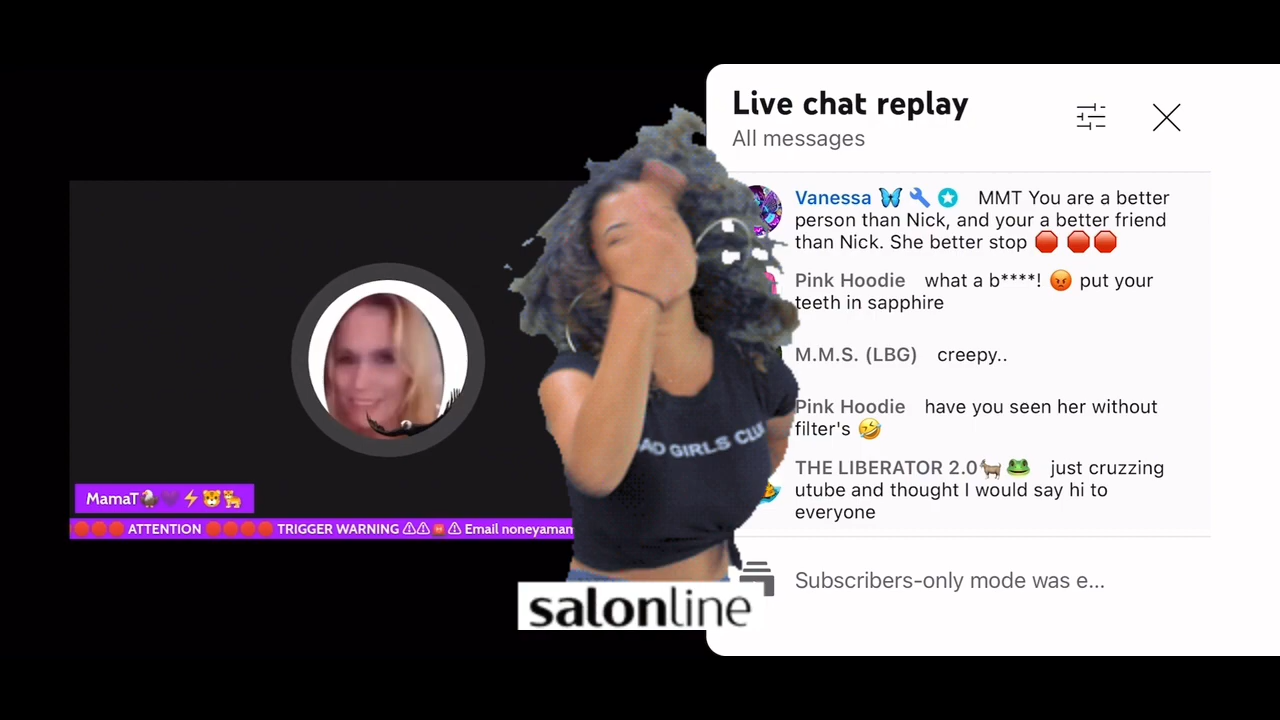 Live chat replay
All messages
Vanessa 🦋 🔧 MMT You are a better
person than Nick, and your a better friend
than Nick. She better stop 🛑 🛑🛑
Pink Hoodie what a b****! 😡 put your
teeth in sapphire
M.M.S. (LBG) creepy..
Pink Hoodie have you seen her without
filter's 🤣
THE LIBERATOR 2.0🐐🐸 just cruzzing
utube and thought I would say hi to
everyone
Subscribers-only mode was e...
GIRLS
MamaT🦤💜⚡🐯🐆
🔴🔴🔴 ATTENTION 🔴🔴🔴🔴 TRIGGER WARNING ⚠⚠🚨⚠ Email noneyamam
salonline